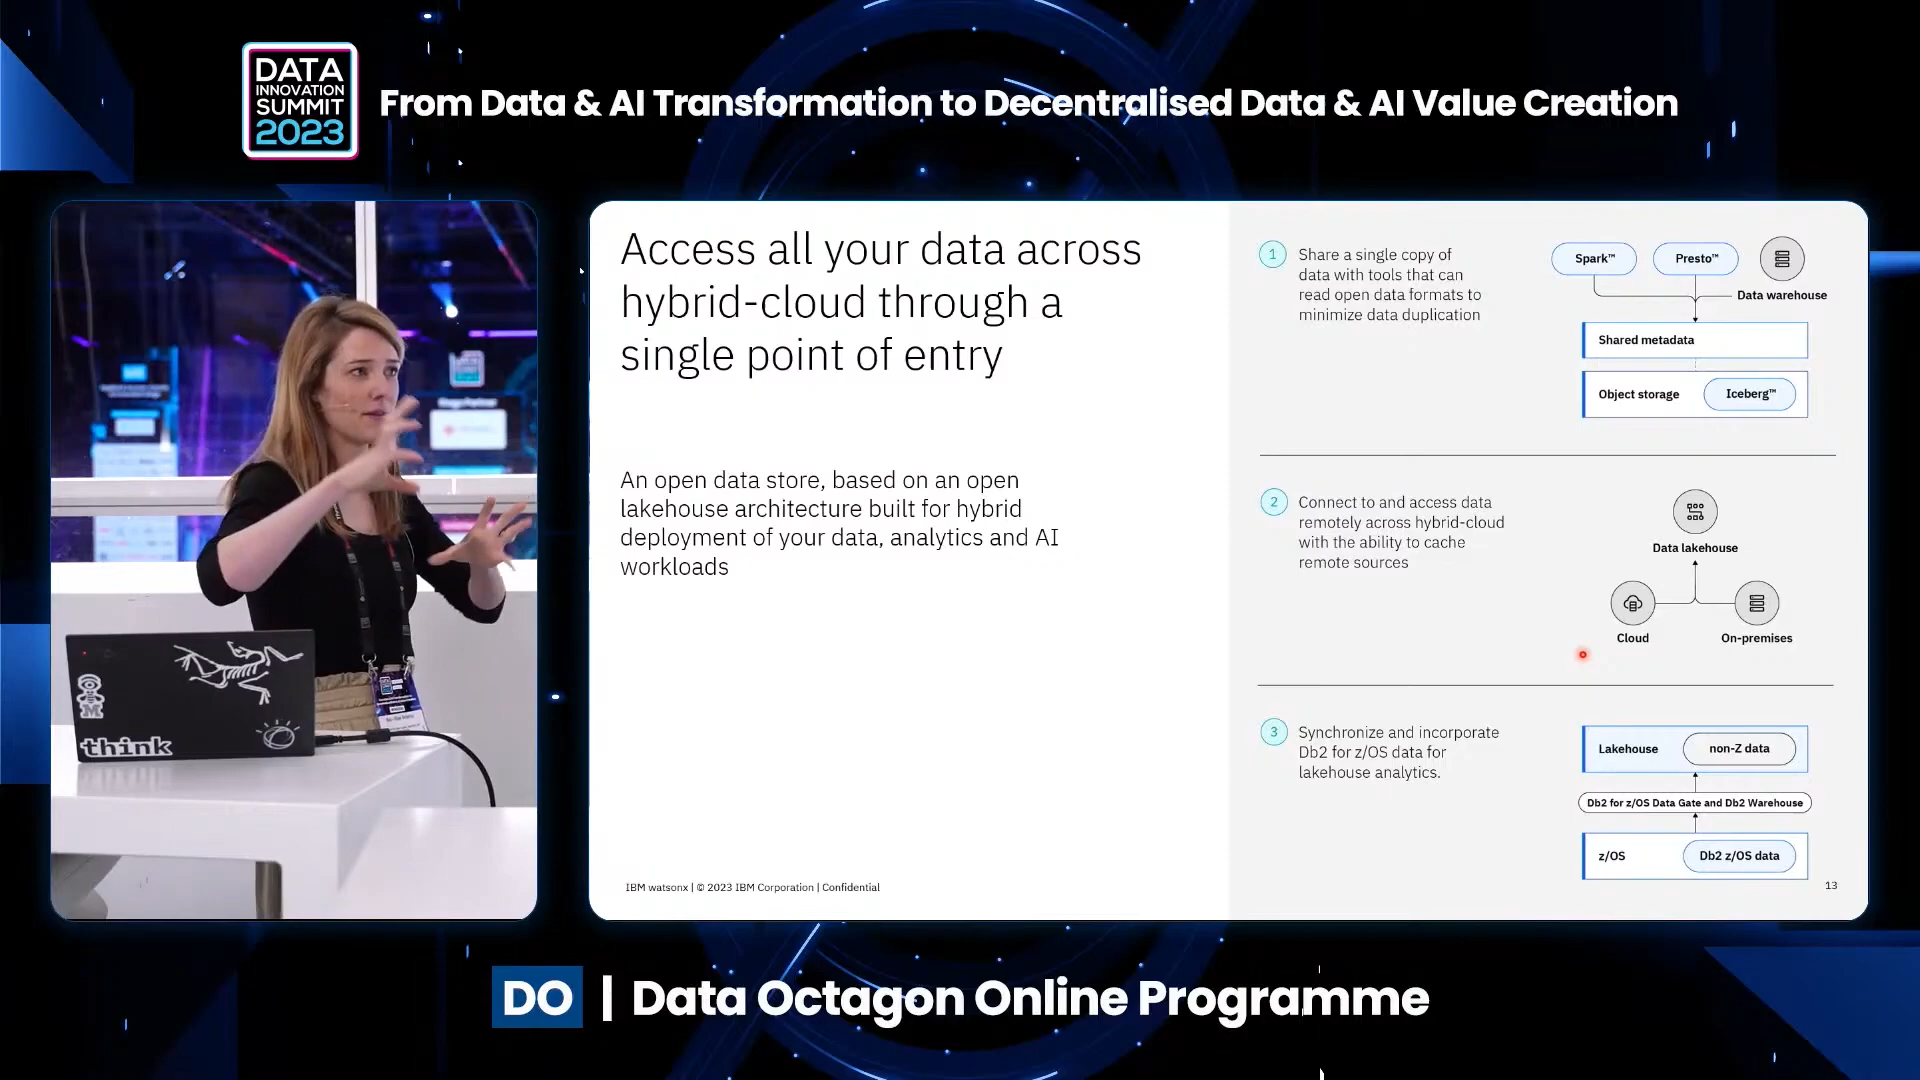 DATA
INNOVATION
SUMMIT
2023
From Data & AI Transformation to Decentralised Data & AI Value Creation
think
Access all your data across
hybrid-cloud through a
single point of entry
An open data store, based on an open
lakehouse architecture built for hybrid
deployment of your data, analytics and AI
workloads
IBM watsonx | © 2023 IBM Corporation | Confidential
1
Share a single copy of
data with tools that can
read open data formats to
minimize data duplication
Spark™
Presto™
Data warehouse
Shared metadata
Object storage
Iceberg™
2
Connect to and access data
remotely across hybrid-cloud
with the ability to cache
remote sources
Data lakehouse
Cloud
On-premises
3
Synchronize and incorporate
Db2 for z/OS data for
lakehouse analytics.
Lakehouse
non-Z data
Db2 for z/OS Data Gate and Db2 Warehouse
z/OS
Db2 z/OS data
13
DO | Data Octagon Online Programme